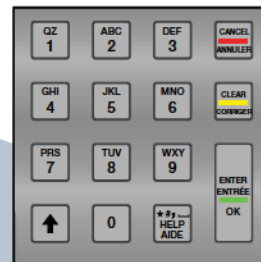 QZ
1
ABC
2
DEF
3
CANCEL
ANNULER
GHI
4
JKL
5
MNO
6
CLEAR
CORRIGER
PRS
7
TUV
8
WXY
9
ENTER
ENTRÉE
OK
0
*#,⎵
HELP
AIDE